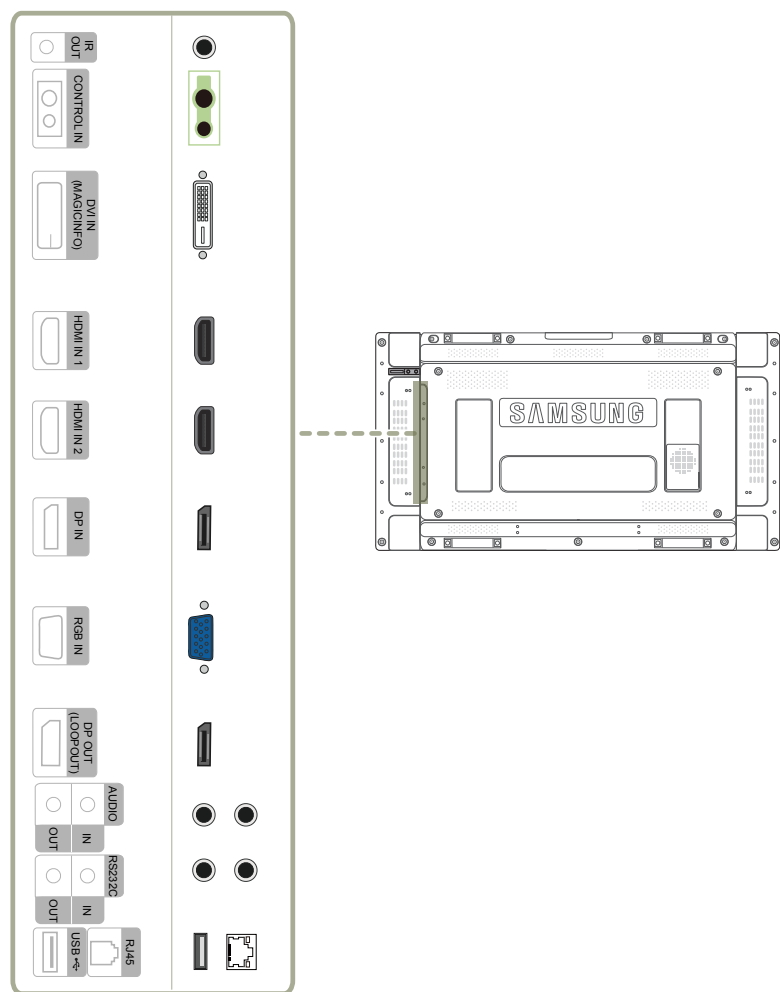 IR
OUT
CONTROL IN
DVI IN
(MAGICINFO)
HDMI IN 1
HDMI IN 2
DP IN
RGB IN
DP OUT
(LOOPOUT)
AUDIO
IN
OUT
RS232C
IN
OUT
RJ45
USB
SAMSUNG